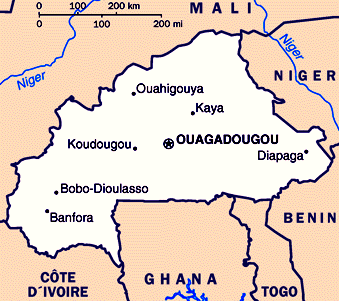 0 100 200 km
MALI
0 100 200 mi
Niger
Niger
NIGER
Ouahigouya
Kaya
Koudougou
OUAGADOUGOU
Diapaga
Bobo-Dioulasso
Banfora
BENIN
CÔTE
D´IVOIRE
GHANA
TOGO